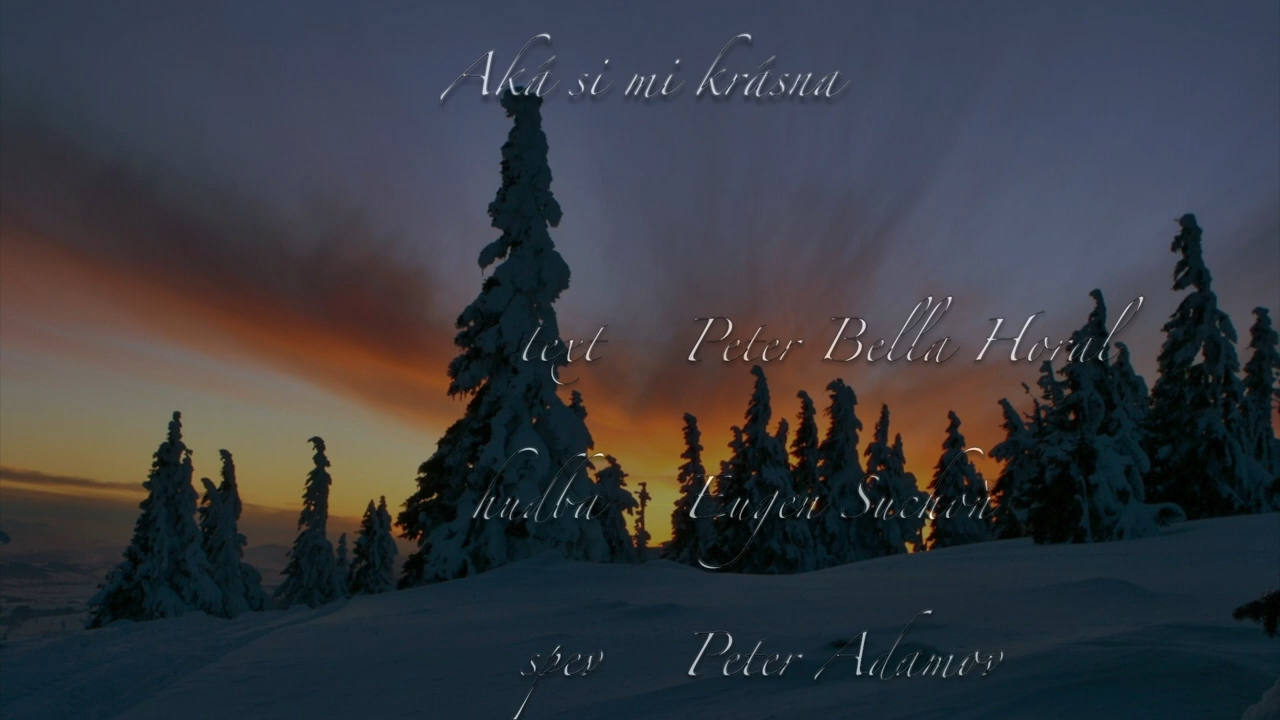 Aká si mi krásna
text Peter Bella Horal
hudba Eugen Suchoň
spev Peter Adamov